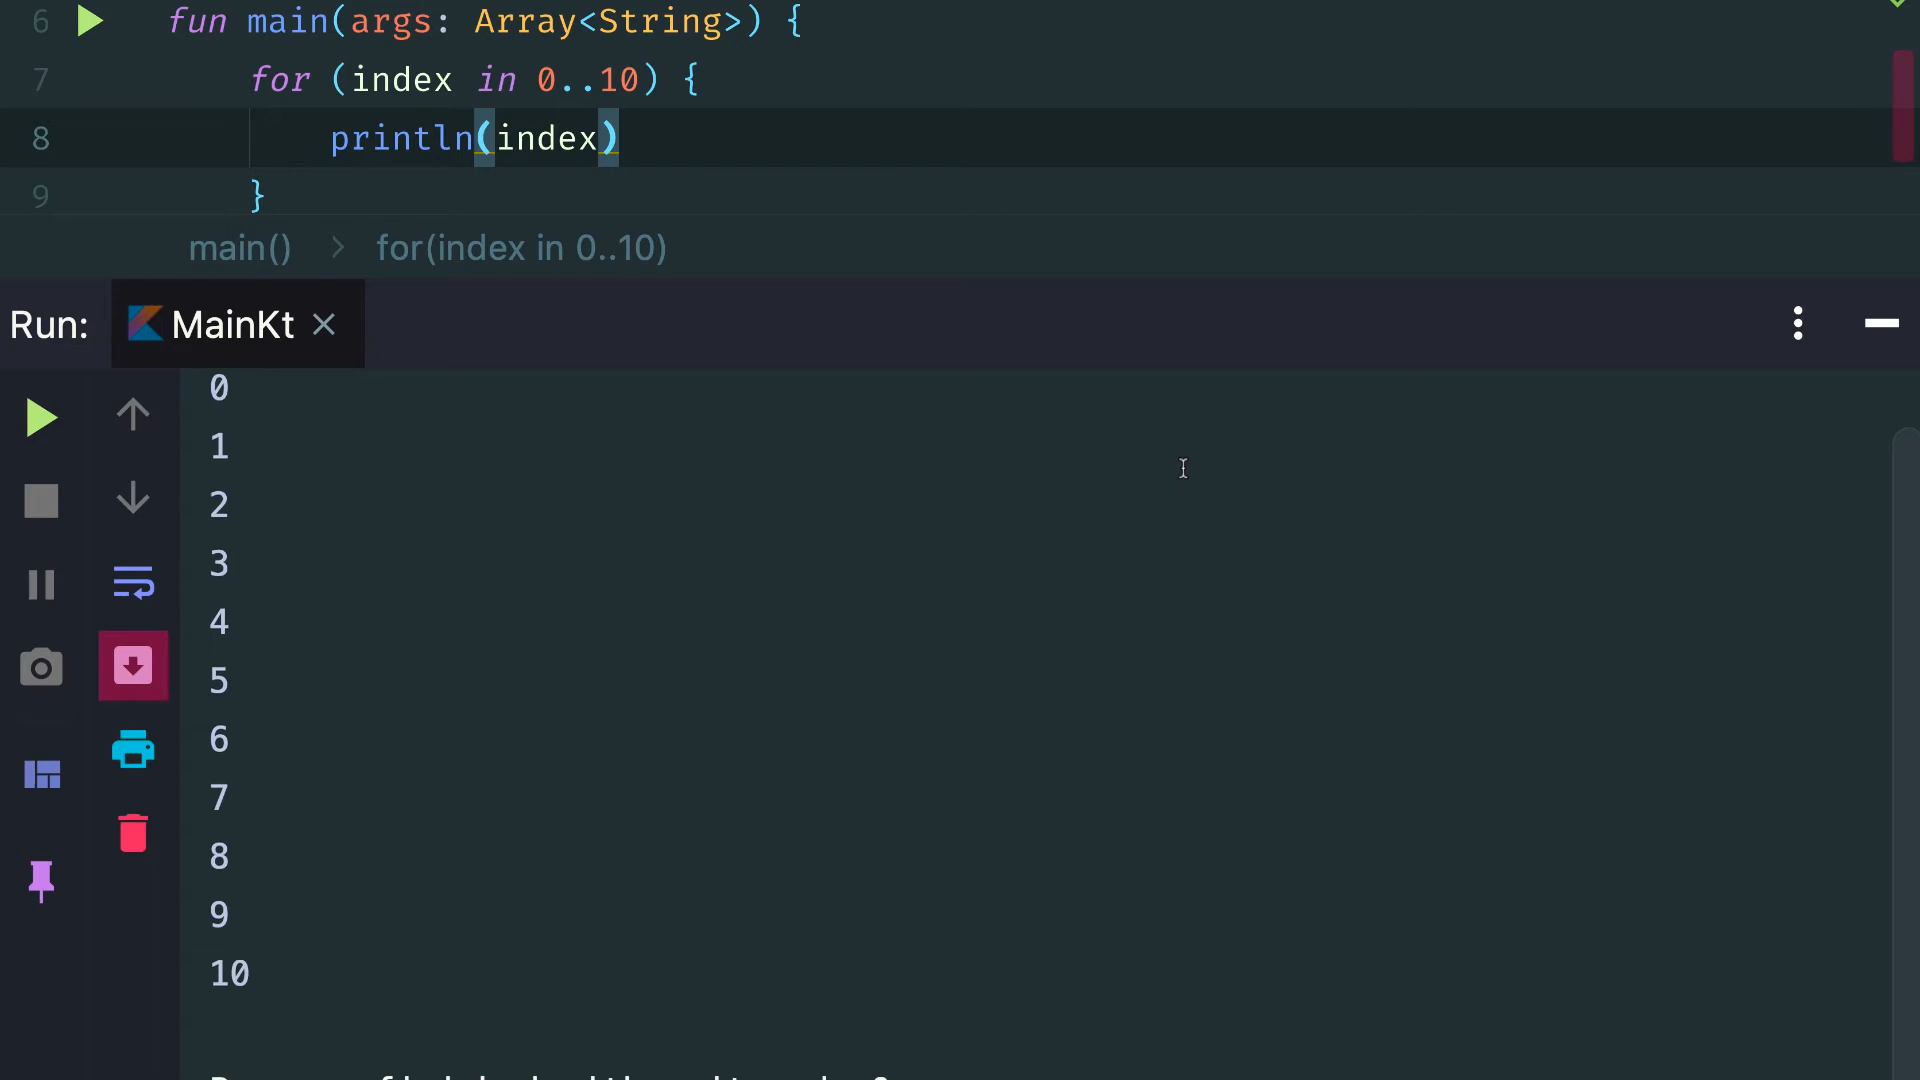 6 fun main(args: Array<String>) {
7 for (index in 0..10) {
8 println(index)
9 }
main() > for(index in 0..10)
Run: MainKt ×
0
1
2
3
4
5
6
7
8
9
10